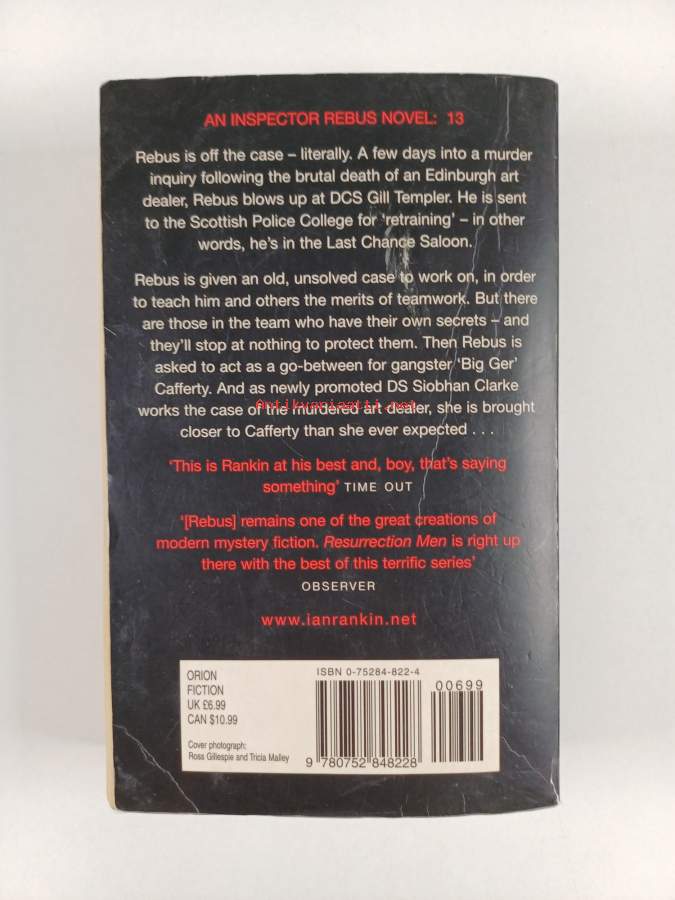 AN INSPECTOR REBUS NOVEL: 13
Rebus is off the case – literally. A few days into a murder
inquiry following the brutal death of an Edinburgh art
dealer, Rebus blows up at DCS Gill Templer. He is sent
to the Scottish Police College for 'retraining' – in other
words, he's in the Last Chance Saloon.
Rebus is given an old, unsolved case to work on, in order
to teach him and others the merits of teamwork. But there
are those in the team who have their own secrets – and
they'll stop at nothing to protect them. Then Rebus is
asked to act as a go-between for gangster 'Big Ger'
Cafferty. And as newly promoted DS Siobhan Clarke
Antikvariaatti.net
works the case of the murdered art dealer, she is brought
closer to Cafferty than she ever expected . . .
'This is Rankin at his best and, boy, that's saying
something' TIME OUT
'[Rebus] remains one of the great creations of
modern mystery fiction. Resurrection Men is right up
there with the best of this terrific series'
OBSERVER
www.ianrankin.net
ORION
FICTION
UK £6.99
CAN $10.99
Cover photograph:
Ross Gillespie and Tricia Malley
ISBN 0-75284-822-4
00699
9 780752 848228